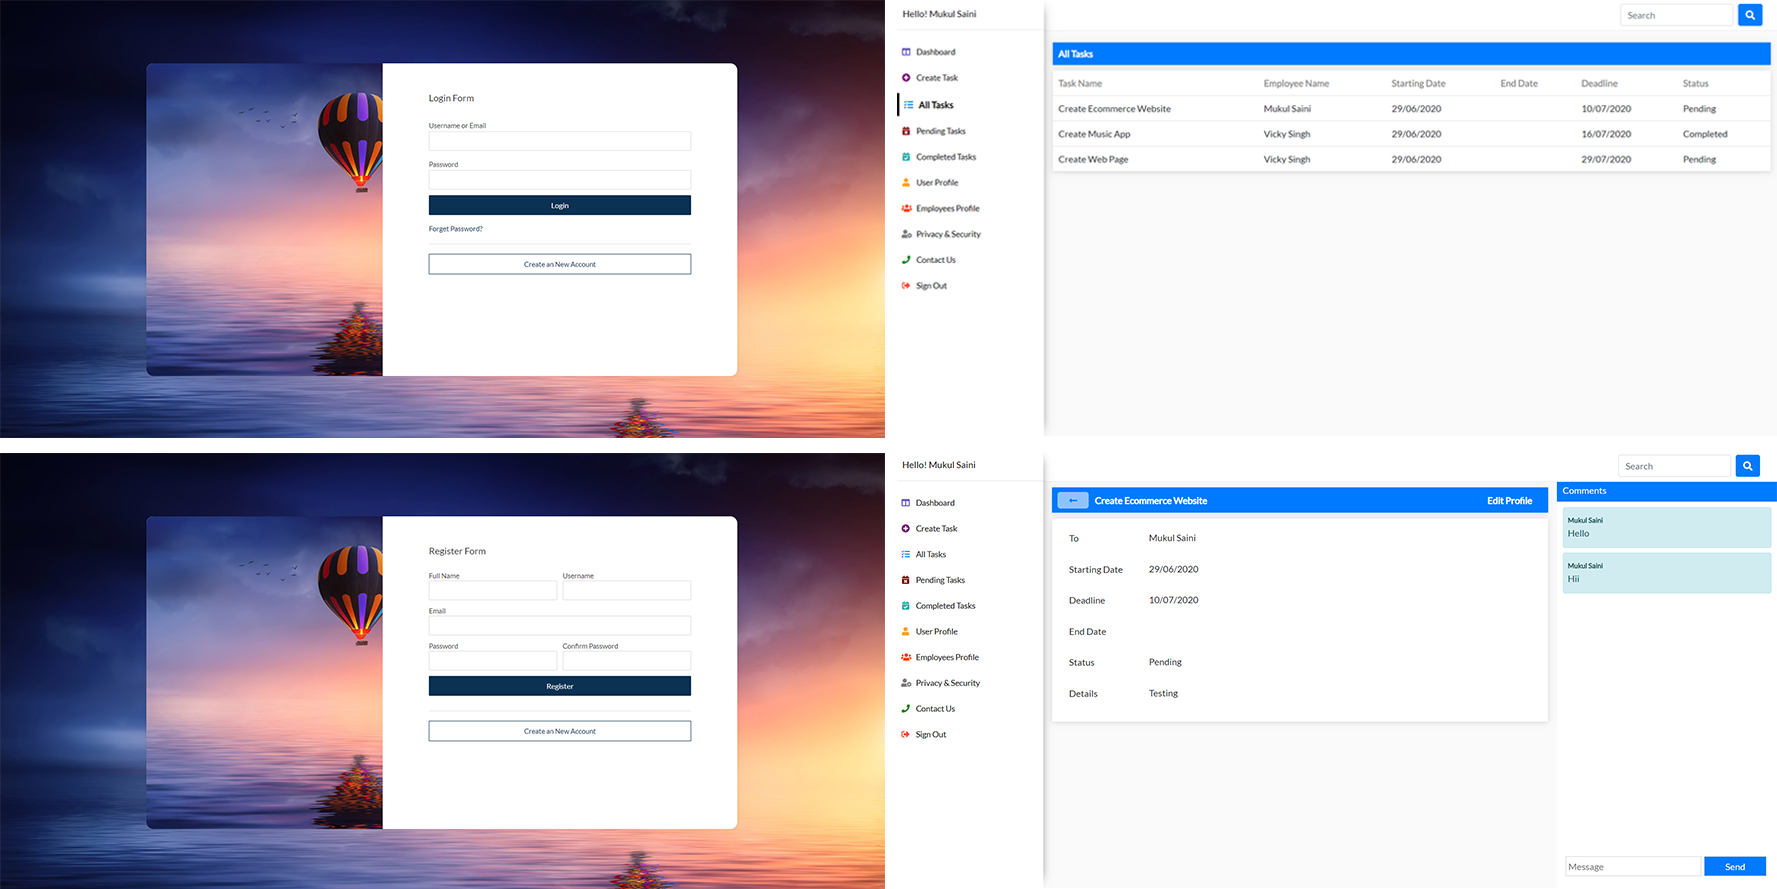 Login Form
Username or Email
Password
Login
Forget Password?
Create an New Account
Hello! Mukul Saini
Dashboard
Create Task
All Tasks
Pending Tasks
Completed Tasks
User Profile
Employees Profile
Privacy & Security
Contact Us
Sign Out
Search
All Tasks
Task Name Employee Name Starting Date End Date Deadline Status
Create Ecommerce Website Mukul Saini 29/06/2020 10/07/2020 Pending
Create Music App Vicky Singh 29/06/2020 16/07/2020 Completed
Create Web Page Vicky Singh 29/06/2020 29/07/2020 Pending
Register Form
Full Name Username
Email
Password Confirm Password
Register
Create an New Account
Hello! Mukul Saini
Dashboard
Create Task
All Tasks
Pending Tasks
Completed Tasks
User Profile
Employees Profile
Privacy & Security
Contact Us
Sign Out
Search
← Create Ecommerce Website Edit Profile
To Mukul Saini
Starting Date 29/06/2020
Deadline 10/07/2020
End Date
Status Pending
Details Testing
Comments
Mukul Saini
Hello
Mukul Saini
Hii
Message Send